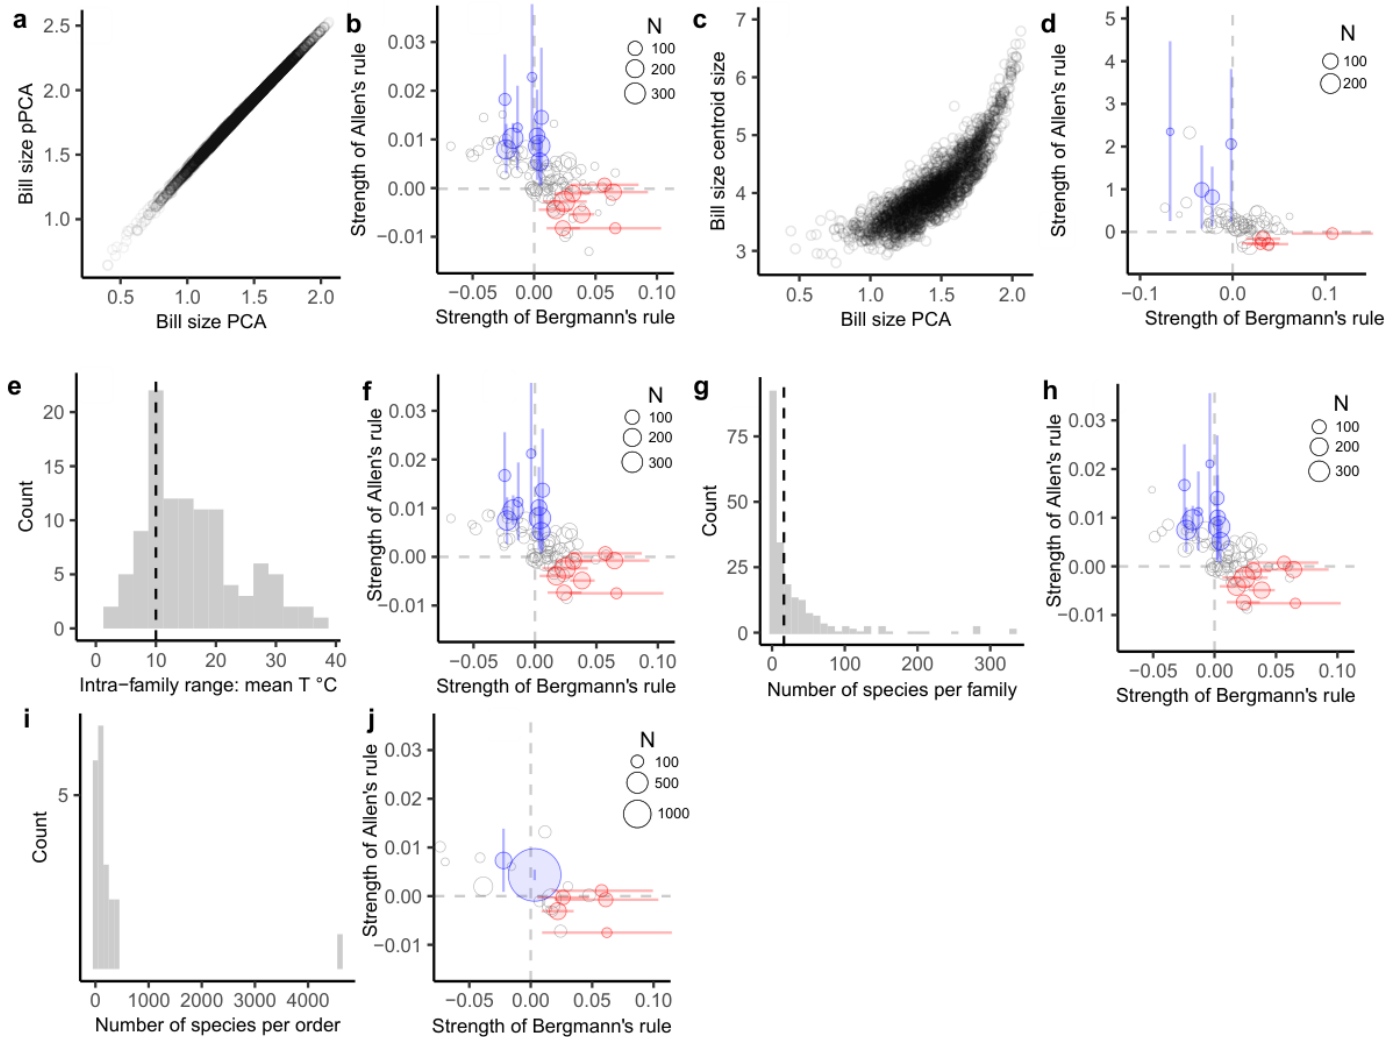 a
Bill size pPCA
2.5
2.0
1.5
1.0
0.5
1.0
1.5
2.0
Bill size PCA
b
Strength of Allen's rule
0.03
0.02
0.01
0.00
−0.01
N
100
200
300
−0.05
0.00
0.05
0.10
Strength of Bergmann's rule
c
Bill size centroid size
7
6
5
4
3
0.5
1.0
1.5
2.0
Bill size PCA
d
Strength of Allen's rule
5
4
3
2
1
0
N
100
200
−0.1
0.0
0.1
Strength of Bergmann's rule
e
Count
20
15
10
5
0
0
10
20
30
40
Intra−family range: mean T °C
f
Strength of Allen's rule
0.03
0.02
0.01
0.00
−0.01
N
100
200
300
−0.05
0.00
0.05
0.10
Strength of Bergmann's rule
g
Count
75
50
25
0
0
100
200
300
Number of species per family
h
Strength of Allen's rule
0.03
0.02
0.01
0.00
−0.01
N
100
200
300
−0.05
0.00
0.05
0.10
Strength of Bergmann's rule
i
Count
5
0
1000
2000
3000
4000
Number of species per order
j
Strength of Allen's rule
0.03
0.02
0.01
0.00
−0.01
N
100
500
1000
−0.05
0.00
0.05
0.10
Strength of Bergmann's rule